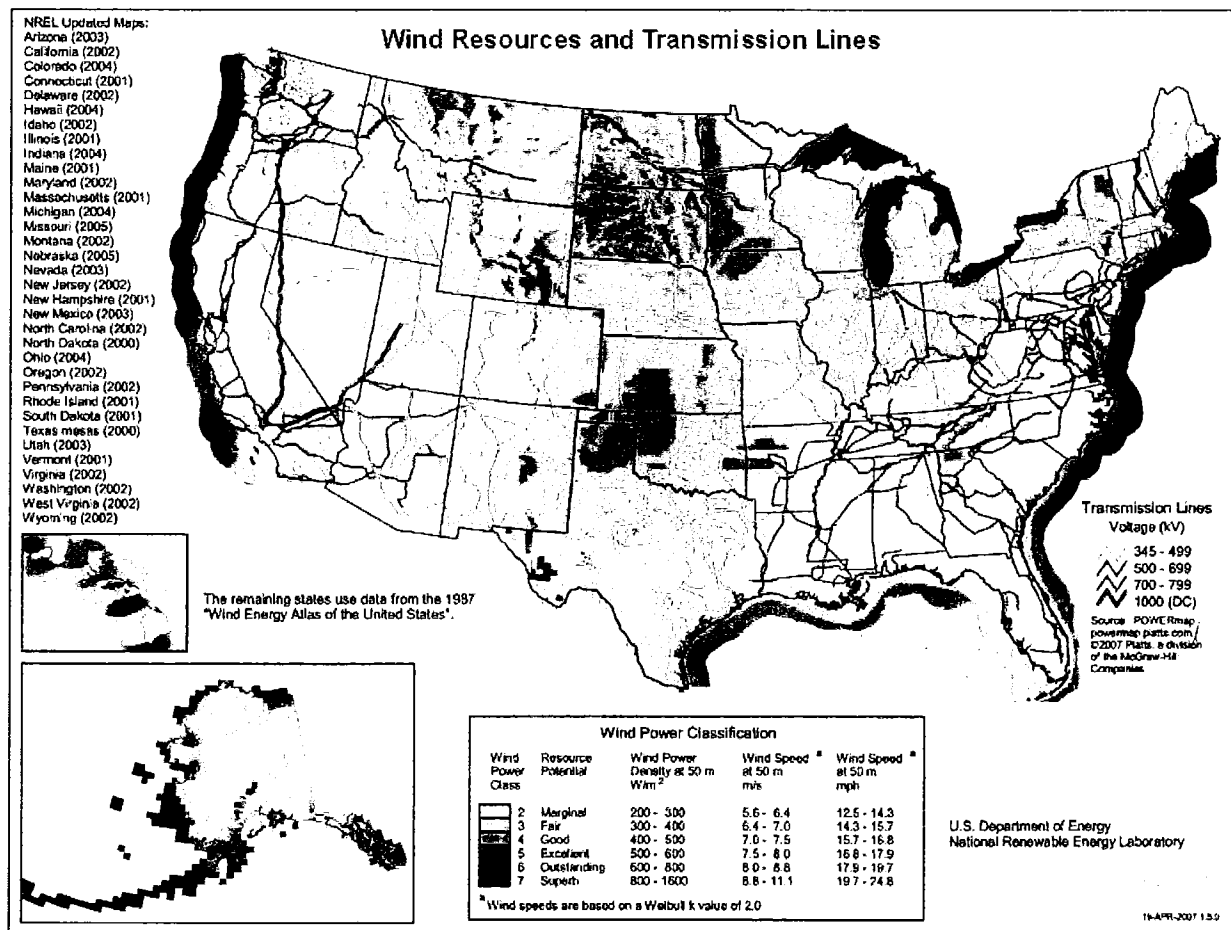 NREL Updated Maps:
Arizona (2003)
California (2002)
Colorado (2004)
Connecticut (2001)
Delaware (2002)
Hawaii (2004)
Idaho (2002)
Illinois (2001)
Indiana (2004)
Maine (2001)
Maryland (2002)
Massachusetts (2001)
Michigan (2004)
Missouri (2005)
Montana (2002)
Nebraska (2005)
Nevada (2003)
New Jersey (2002)
New Hampshire (2001)
New Mexico (2003)
North Carolina (2002)
North Dakota (2000)
Ohio (2004)
Oregon (2002)
Pennsylvania (2002)
Rhode Island (2001)
South Dakota (2001)
Texas mesas (2000)
Utah (2003)
Vermont (2001)
Virginia (2002)
Washington (2002)
West Virginia (2002)
Wyoming (2002)
Wind Resources and Transmission Lines
The remaining states use data from the 1987
"Wind Energy Atlas of the United States".
Transmission Lines
Voltage (kV)
345 - 499
500 - 699
700 - 799
1000 (DC)
Source: POWERmap
powermap.platts.com
©2007 Platts, a division
of the McGraw-Hill
Companies
Wind Power Classification
Wind Power Class Resource Potential Wind Power Density at 50 m W/m² Wind Speed a at 50 m m/s Wind Speed a at 50 m mph
2 Marginal 200 - 300 5.6 - 6.4 12.5 - 14.3
3 Fair 300 - 400 6.4 - 7.0 14.3 - 15.7
4 Good 400 - 500 7.0 - 7.5 15.7 - 16.8
5 Excellent 500 - 600 7.5 - 8.0 16.8 - 17.9
6 Outstanding 600 - 800 8.0 - 8.8 17.9 - 19.7
7 Superb 800 - 1600 8.8 - 11.1 19.7 - 24.8
a Wind speeds are based on a Weibull k value of 2.0
U.S. Department of Energy
National Renewable Energy Laboratory
-APR-2007